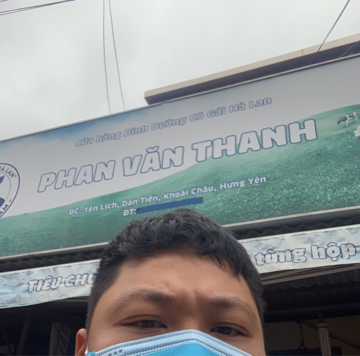 Cửa hàng Dinh Dưỡng Cô Gái Hà Lan
PHAN VĂN THANH
ĐC: Yên Lịch, Dân Tiến, Khoái Châu, Hưng Yên
ĐT:
TIÊU CHU
từng hộp